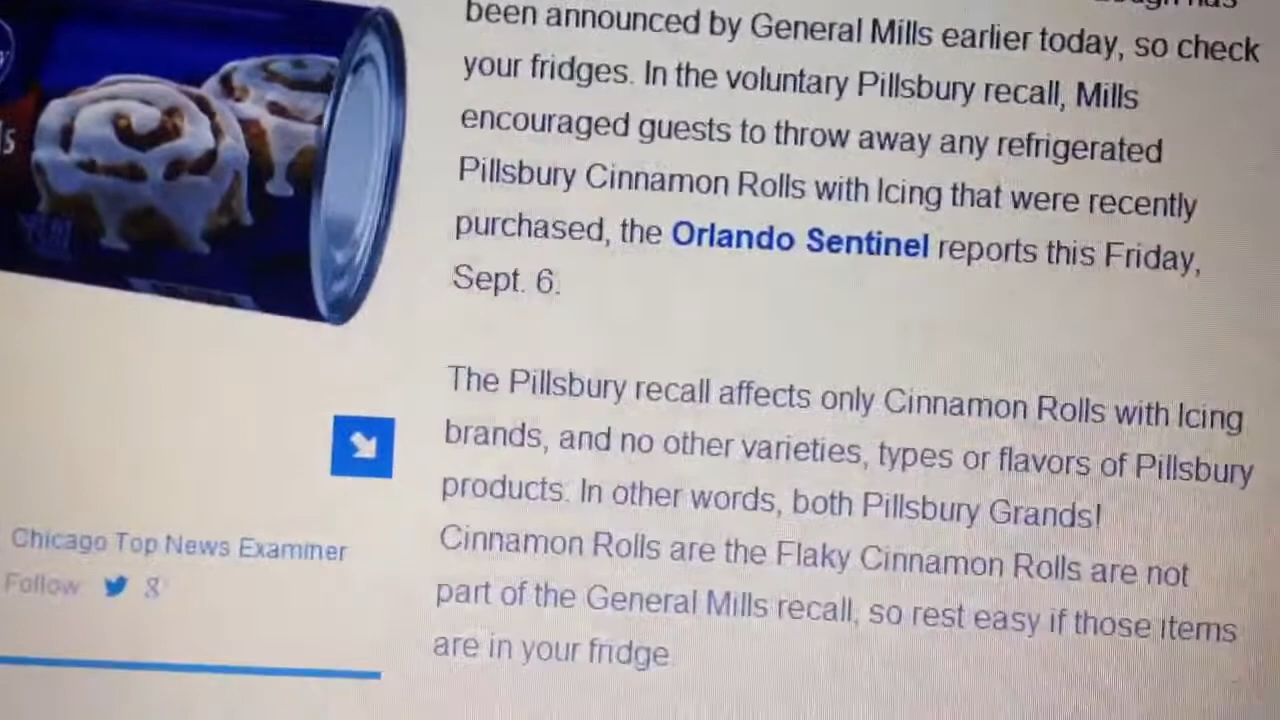 been announced by General Mills earlier today, so check
your fridges. In the voluntary Pillsbury recall, Mills
encouraged guests to throw away any refrigerated
Pillsbury Cinnamon Rolls with Icing that were recently
purchased, the Orlando Sentinel reports this Friday,
Sept. 6.
The Pillsbury recall affects only Cinnamon Rolls with Icing
brands, and no other varieties, types or flavors of Pillsbury
products. In other words, both Pillsbury Grands!
Cinnamon Rolls are the Flaky Cinnamon Rolls are not
part of the General Mills recall, so rest easy if those items
are in your fridge.
Chicago Top News Examiner
Follow